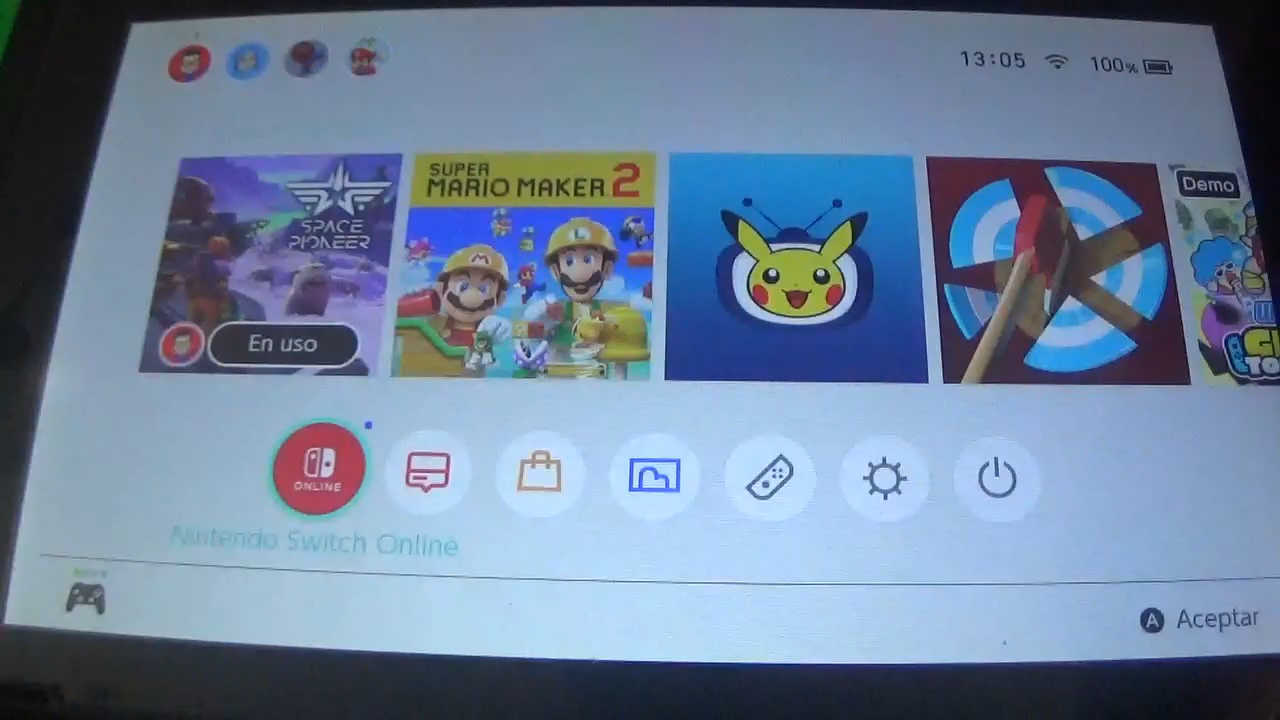 13:05
100%
SPACE
PIONEER
En uso
SUPER
MARIO MAKER 2
Demo
ONLINE
Nintendo Switch Online
A Aceptar